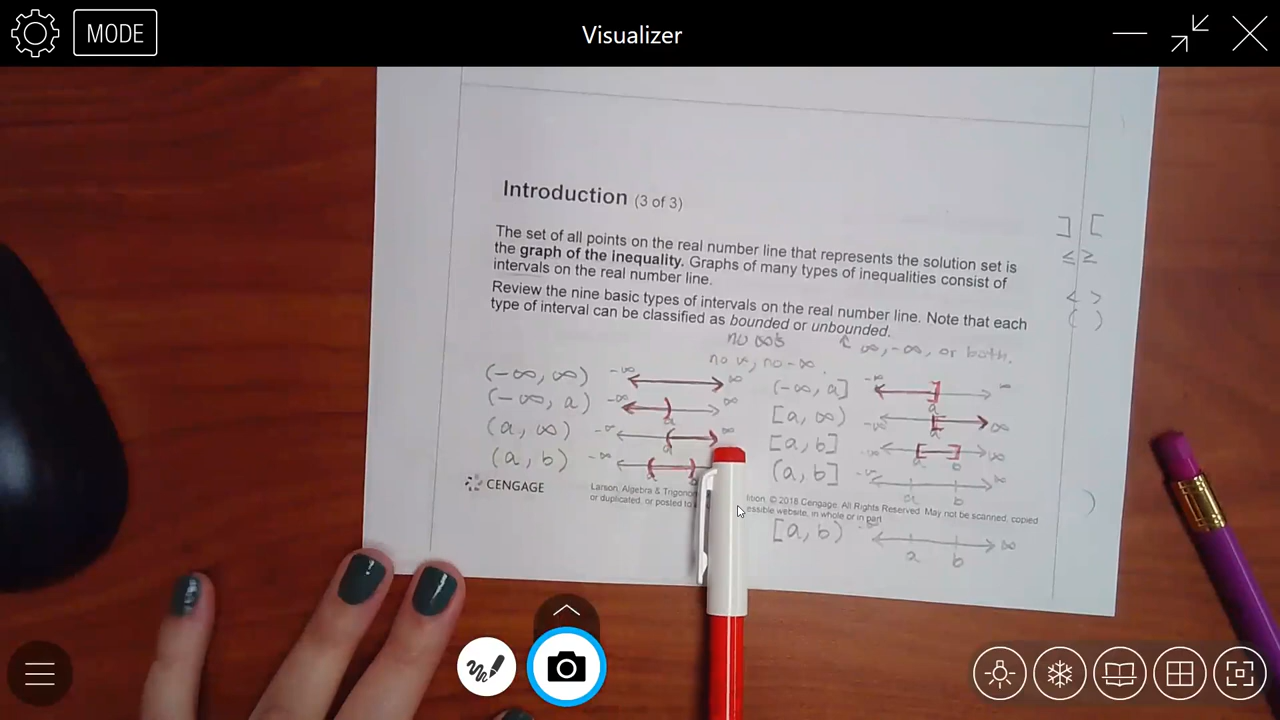 MODE
Visualizer
Introduction (3 of 3)
The set of all points on the real number line that represents the solution set is
the graph of the inequality. Graphs of many types of inequalities consist of
intervals on the real number line.
Review the nine basic types of intervals on the real number line. Note that each
type of interval can be classified as bounded or unbounded.
] [
≤ ≥
< >
( )
no ∞'s
no ∞, no -∞.
↑ ∞, -∞, or both.
(-∞, ∞) -∞ ∞
(-∞, a) -∞ a ∞
(a, ∞) -∞ a ∞
(a, b) -∞ a b
(-∞, a] -∞ a ∞
[a, ∞) -∞ a ∞
[a, b] -∞ a b ∞
(a, b] -∞ a b ∞
[a, b) -∞ a b ∞
)
CENGAGE
Larson, Algebra & Trigono
ition, © 2018 Cengage. All Rights Reserved. May not be scanned, copied
or duplicated, or posted to
essible website, in whole or in part